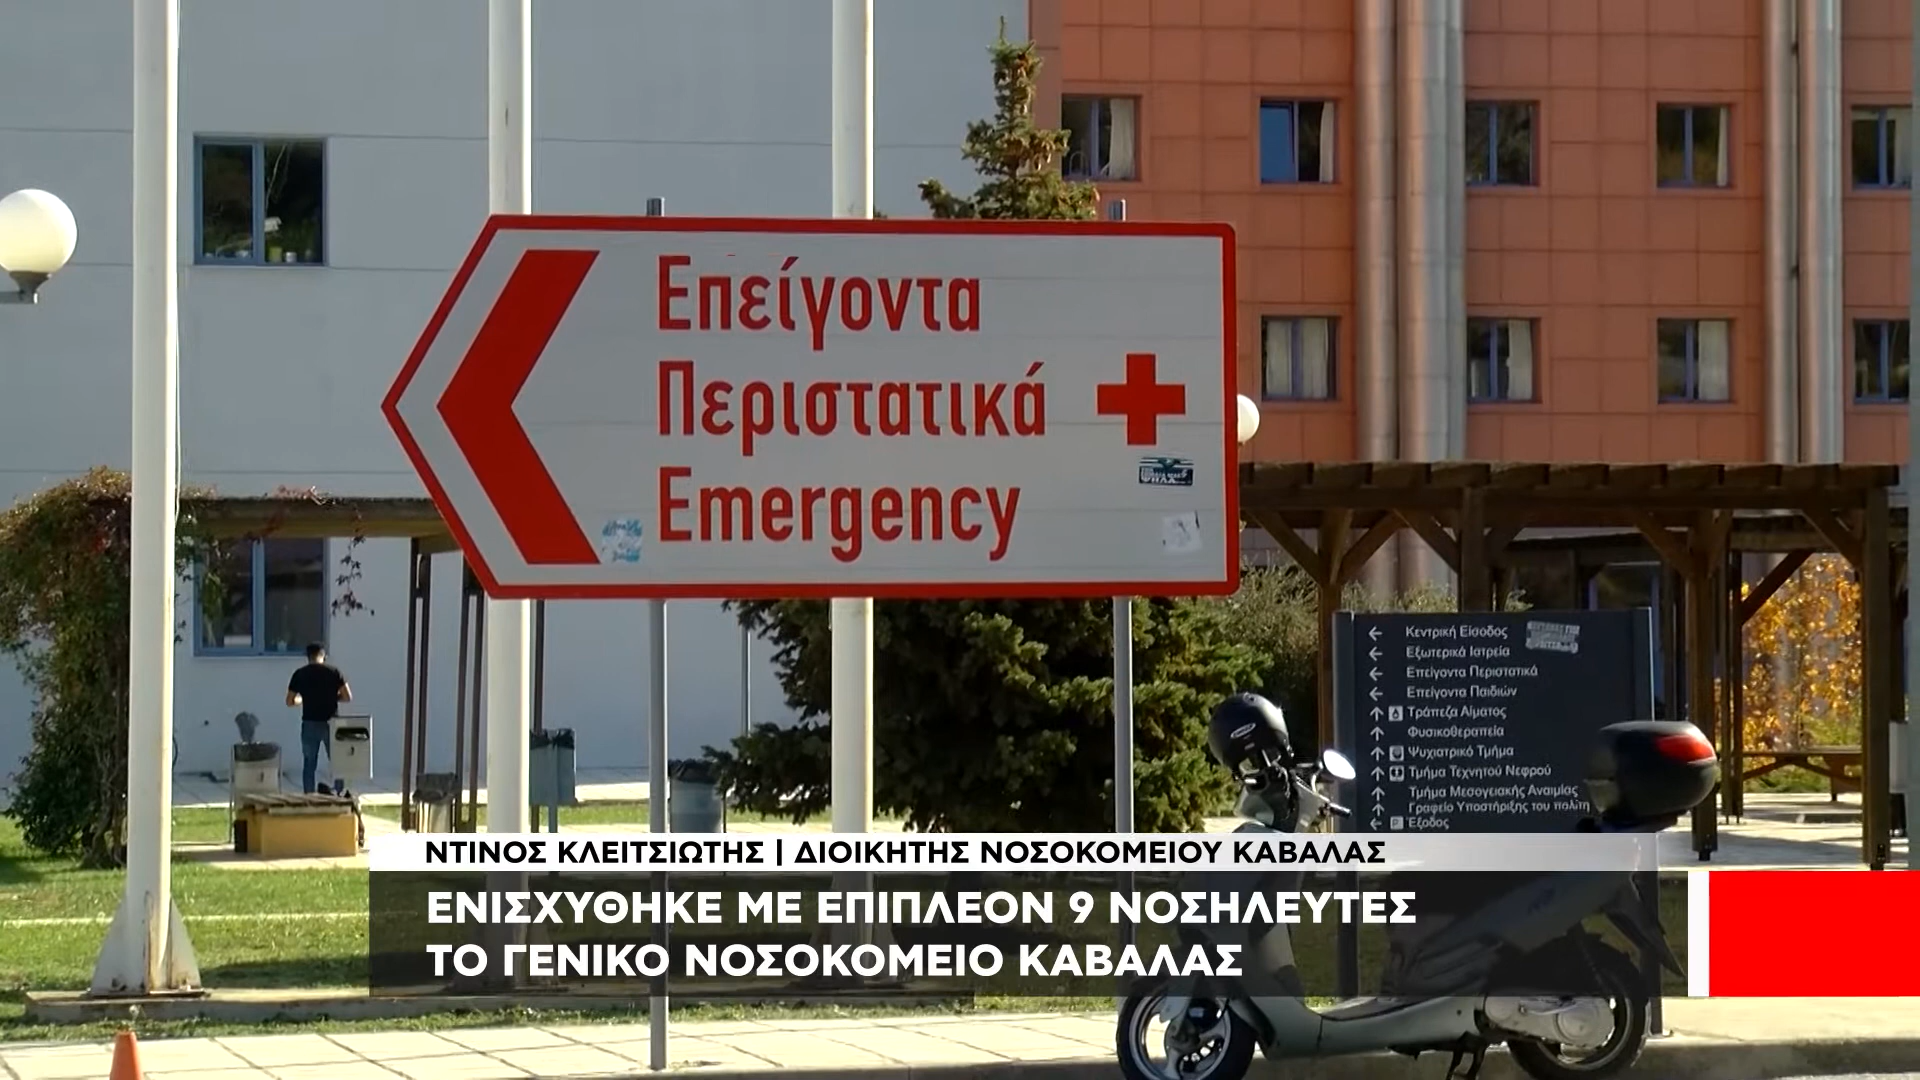 Επείγοντα
Περιστατικά
Emergency
ΨΗΛΑ
Κεντρική Είσοδος
Εξωτερικά Ιατρεία
Επείγοντα Περιστατικά
Επείγοντα Παιδιών
Τράπεζα Αίματος
Φυσικοθεραπεία
Ψυχιατρικό Τμήμα
Τμήμα Τεχνητού Νεφρού
Τμήμα Μεσογειακής Αναιμίας
Γραφείο Υποστήριξης του πολίτη
P Έξοδος
ΝΤΙΝΟΣ ΚΛΕΙΤΣΙΩΤΗΣ | ΔΙΟΙΚΗΤΗΣ ΝΟΣΟΚΟΜΕΙΟΥ ΚΑΒΑΛΑΣ
ΕΝΙΣΧΥΘΗΚΕ ΜΕ ΕΠΙΠΛΕΟΝ 9 ΝΟΣΗΛΕΥΤΕΣ
ΤΟ ΓΕΝΙΚΟ ΝΟΣΟΚΟΜΕΙΟ ΚΑΒΑΛΑΣ